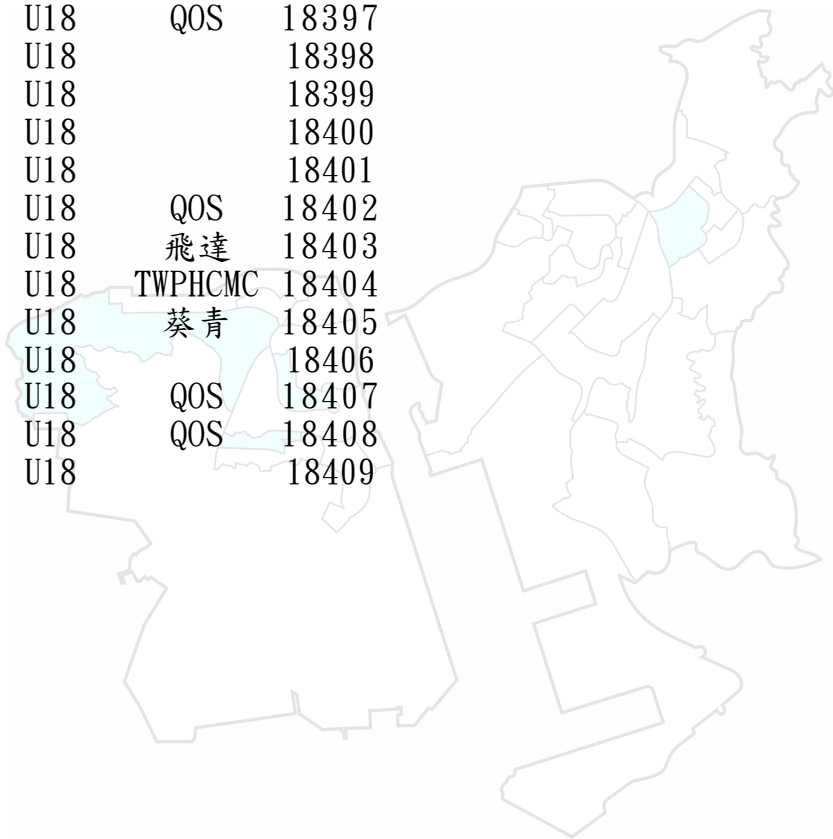 U18 QOS 18397
U18 18398
U18 18399
U18 18400
U18 18401
U18 QOS 18402
U18 飛達 18403
U18 TWPHCMC 18404
U18 葵青 18405
U18 18406
U18 QOS 18407
U18 QOS 18408
U18 18409